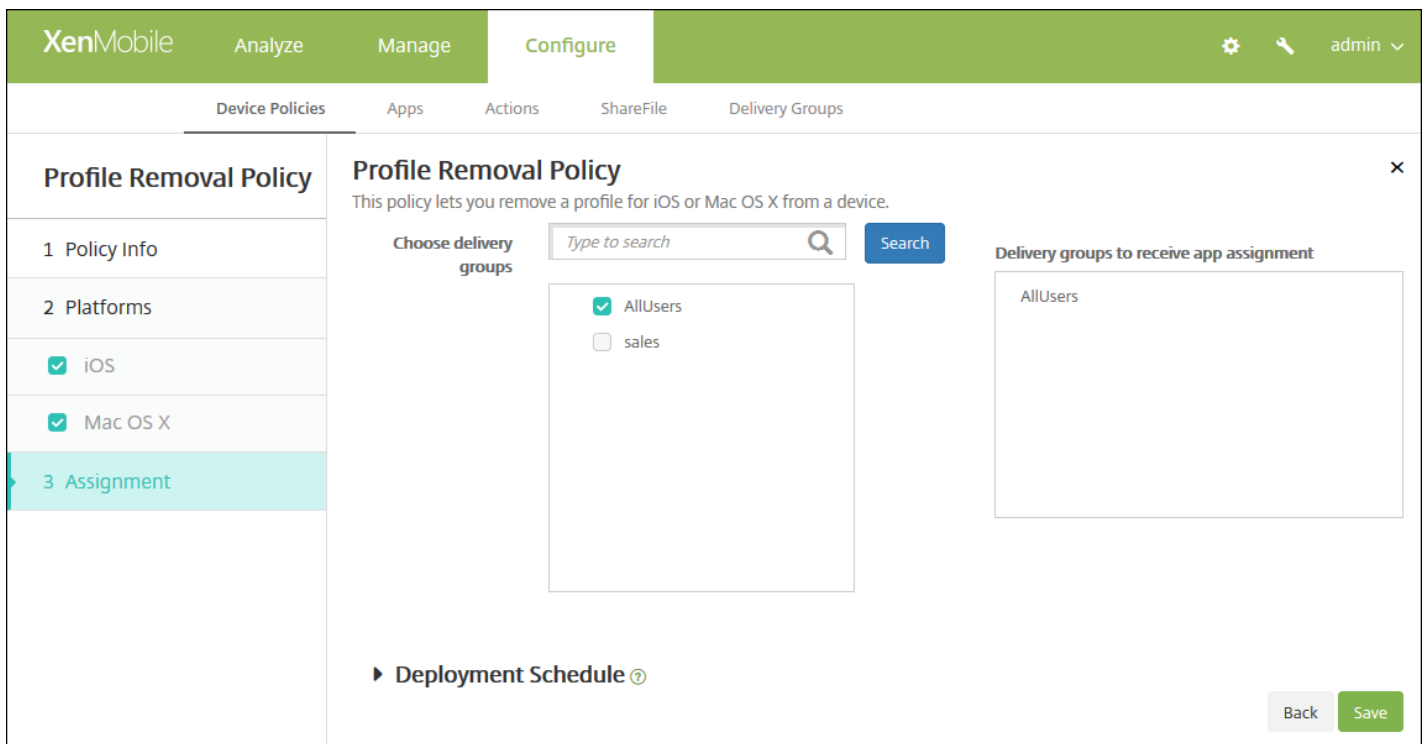 XenMobile Analyze Manage Configure admin
Device Policies Apps Actions ShareFile Delivery Groups
Profile Removal Policy
1 Policy Info
2 Platforms
iOS
Mac OS X
3 Assignment
Profile Removal Policy
This policy lets you remove a profile for iOS or Mac OS X from a device.
Choose delivery
groups
Type to search
Search
AllUsers
sales
Delivery groups to receive app assignment
AllUsers
Deployment Schedule ?
Back Save